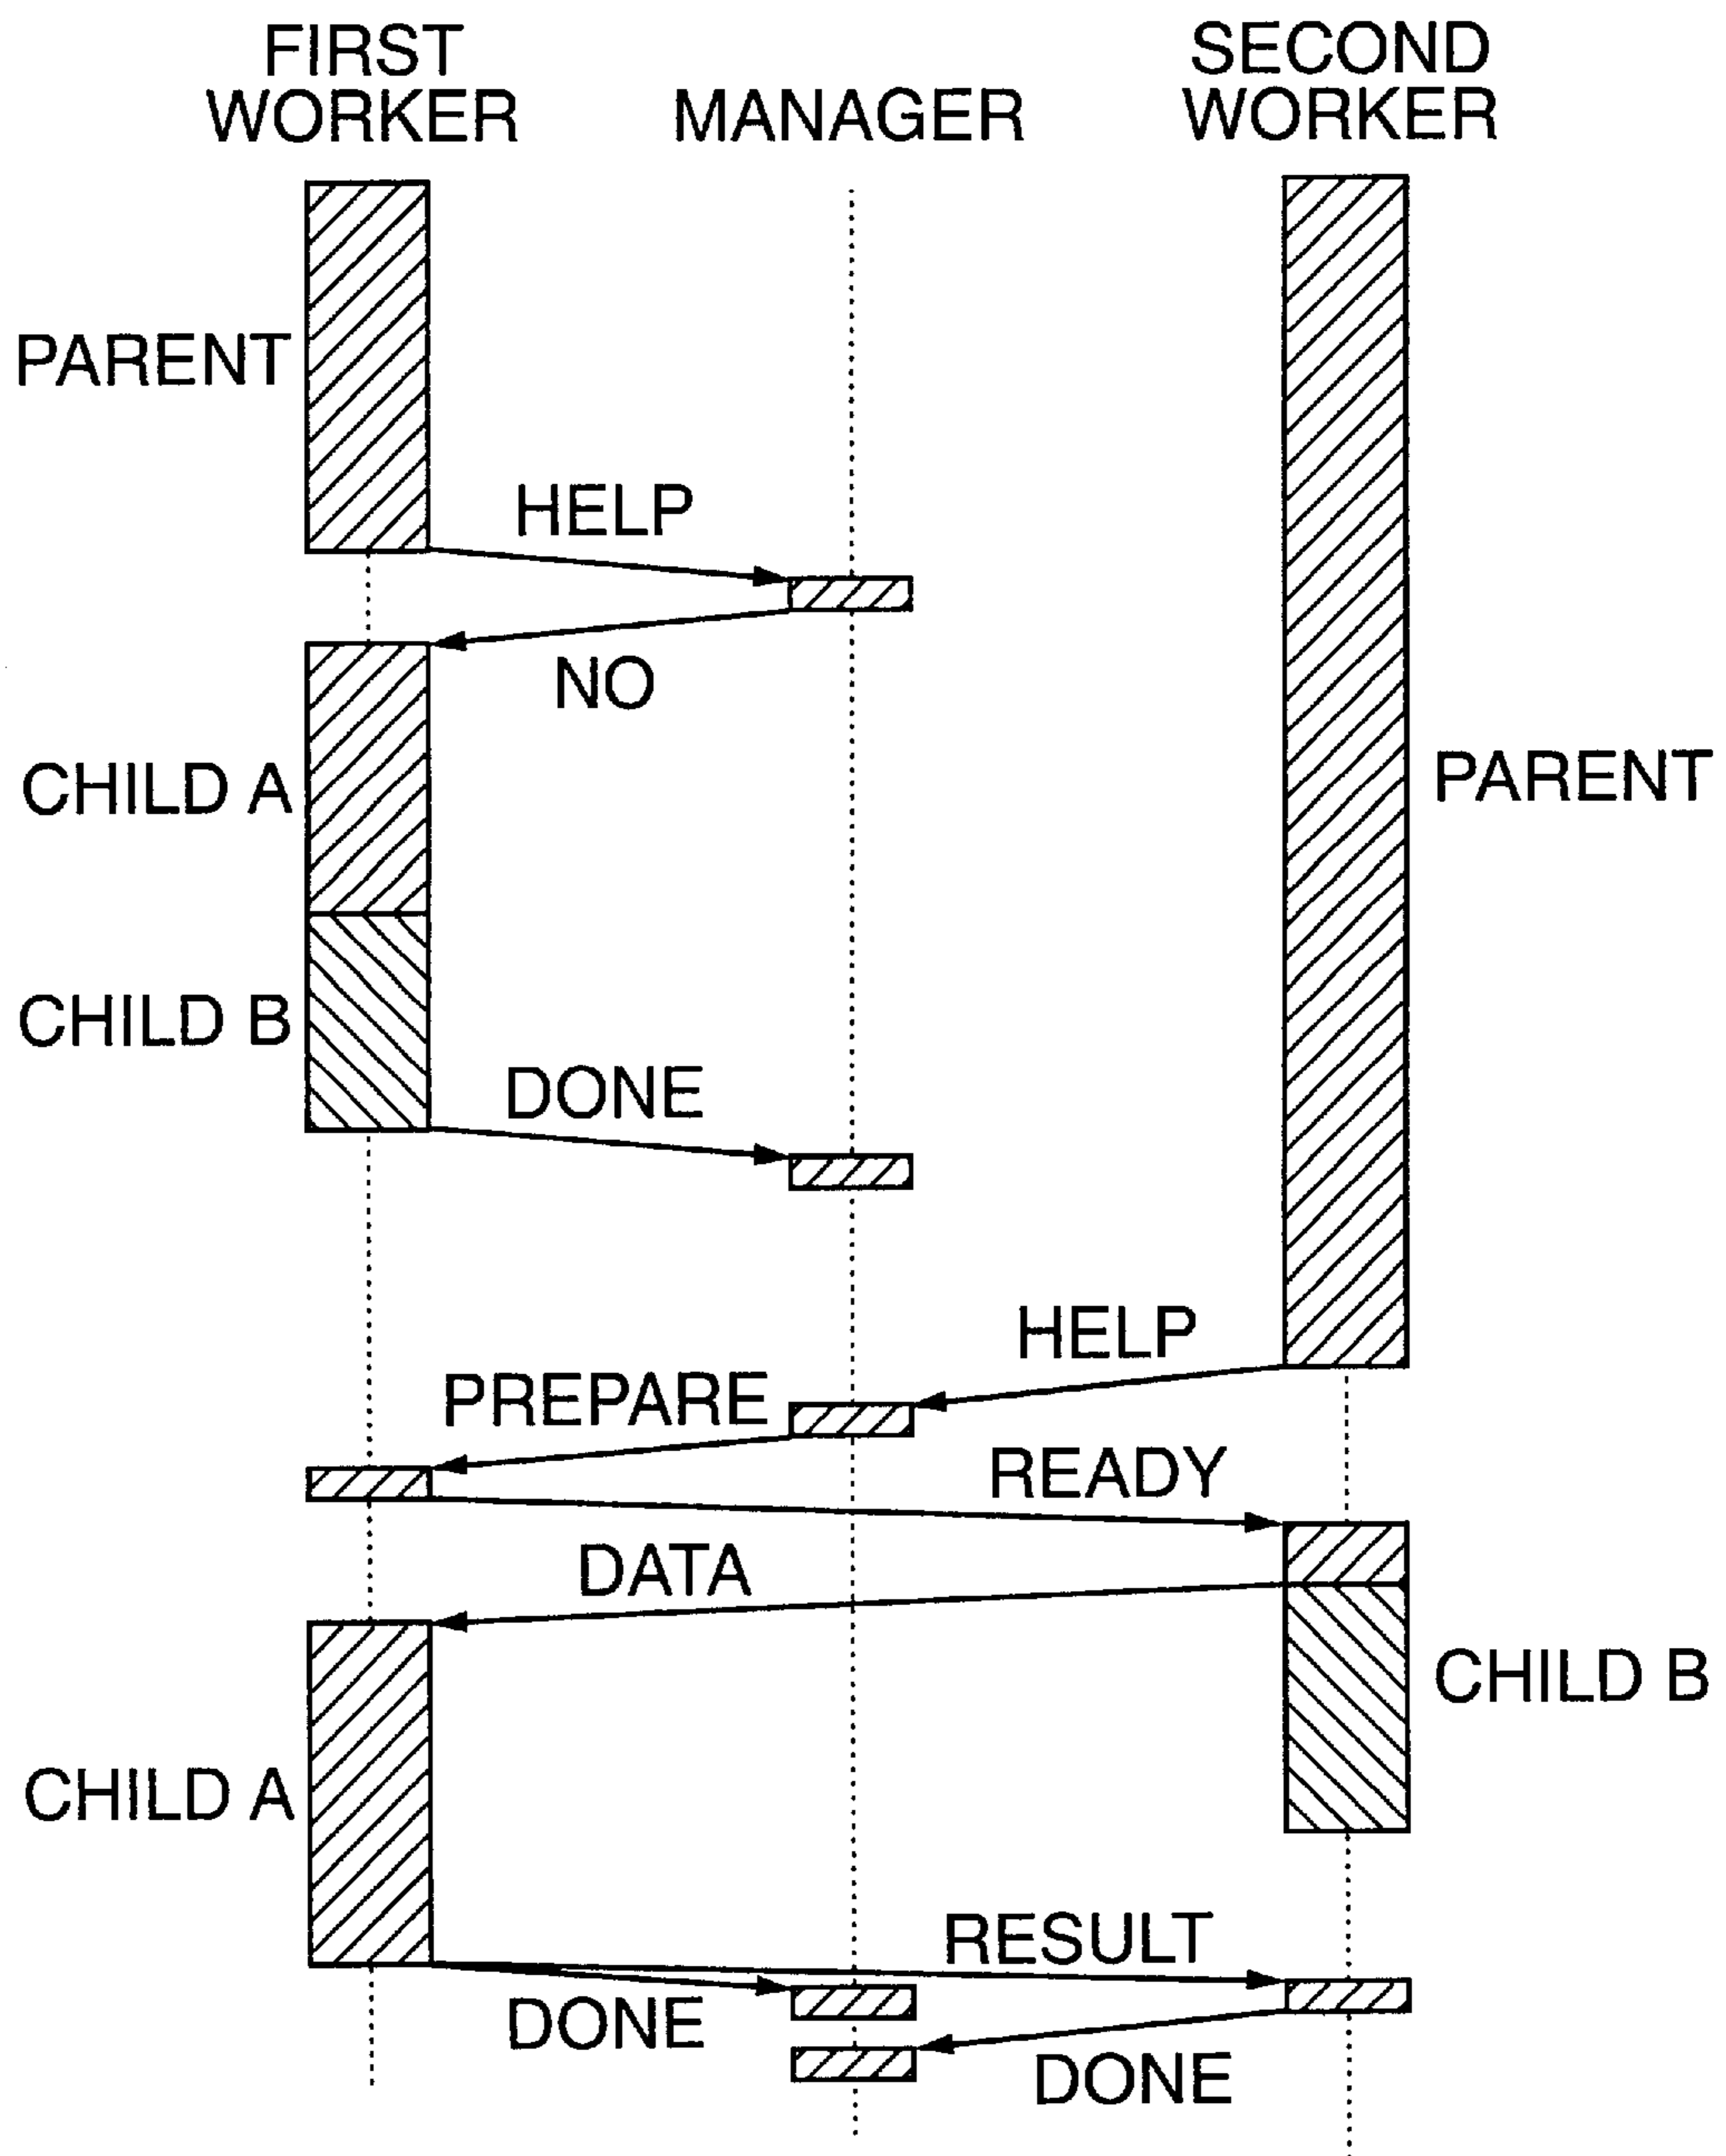 FIRST
WORKER
MANAGER
SECOND
WORKER
PARENT
HELP
NO
CHILD A
PARENT
CHILD B
DONE
HELP
PREPARE
READY
DATA
CHILD B
CHILD A
RESULT
DONE
DONE